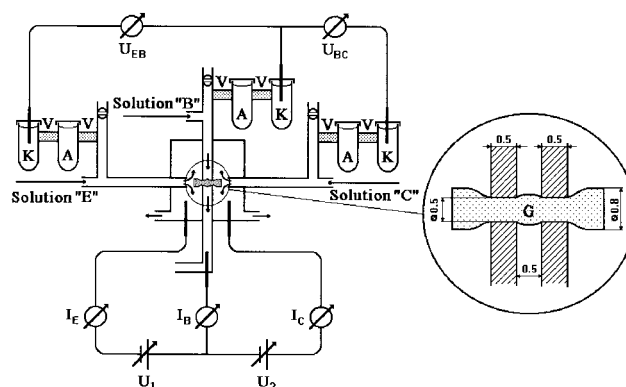 U_EB
U_BC
V
V
Solution "B"
A
K
V
V
V
V
K
A
A
K
Solution "E"
Solution "C"
I_E
I_B
I_C
U_1
U_2
0.5
0.5
G
ø0.5
ø0.8
0.5